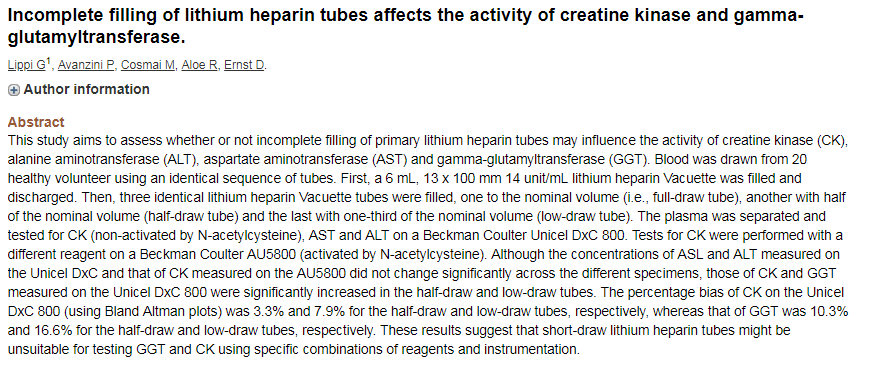 Incomplete filling of lithium heparin tubes affects the activity of creatine kinase and gamma-
glutamyltransferase.
Lippi G1, Avanzini P, Cosmai M, Aloe R, Ernst D.
Author information
Abstract
This study aims to assess whether or not incomplete filling of primary lithium heparin tubes may influence the activity of creatine kinase (CK),
alanine aminotransferase (ALT), aspartate aminotransferase (AST) and gamma-glutamyltransferase (GGT). Blood was drawn from 20
healthy volunteer using an identical sequence of tubes. First, a 6 mL, 13 x 100 mm 14 unit/mL lithium heparin Vacuette was filled and
discharged. Then, three identical lithium heparin Vacuette tubes were filled, one to the nominal volume (i.e., full-draw tube), another with half
of the nominal volume (half-draw tube) and the last with one-third of the nominal volume (low-draw tube). The plasma was separated and
tested for CK (non-activated by N-acetylcysteine), AST and ALT on a Beckman Coulter Unicel DxC 800. Tests for CK were performed with a
different reagent on a Beckman Coulter AU5800 (activated by N-acetylcysteine). Although the concentrations of ASL and ALT measured on
the Unicel DxC and that of CK measured on the AU5800 did not change significantly across the different specimens, those of CK and GGT
measured on the Unicel DxC 800 were significantly increased in the half-draw and low-draw tubes. The percentage bias of CK on the Unicel
DxC 800 (using Bland Altman plots) was 3.3% and 7.9% for the half-draw and low-draw tubes, respectively, whereas that of GGT was 10.3%
and 16.6% for the half-draw and low-draw tubes, respectively. These results suggest that short-draw lithium heparin tubes might be
unsuitable for testing GGT and CK using specific combinations of reagents and instrumentation.